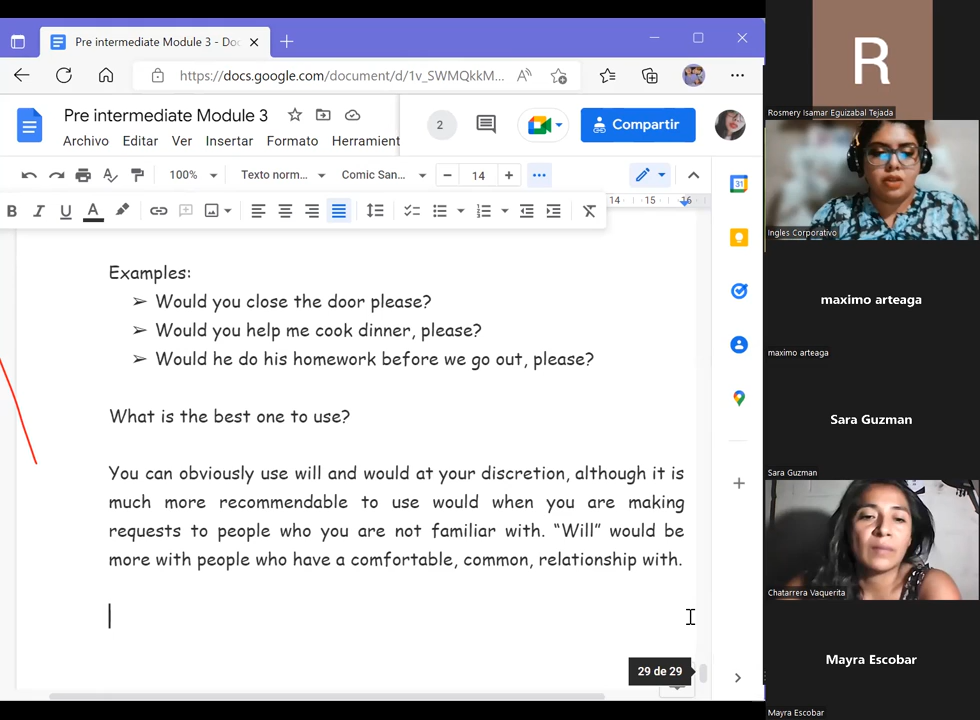 Pre intermediate Module 3 - Doc
https://docs.google.com/document/d/1v_SWMQkkM...
Pre intermediate Module 3
Archivo Editar Ver Insertar Formato Herramient
2
Compartir
100% Texto norm... Comic San... 14
14 15 16
Examples:
➢ Would you close the door please?
➢ Would you help me cook dinner, please?
➢ Would he do his homework before we go out, please?
What is the best one to use?
You can obviously use will and would at your discretion, although it is
much more recommendable to use would when you are making
requests to people who you are not familiar with. “Will” would be
more with people who have a comfortable, common, relationship with.
29 de 29
R
Rosmery Isamar Eguizabal Tejada
Ingles Corporativo
maximo arteaga
maximo arteaga
Sara Guzman
Sara Guzman
Chatarrera Vaquerita
Mayra Escobar
Mayra Escobar